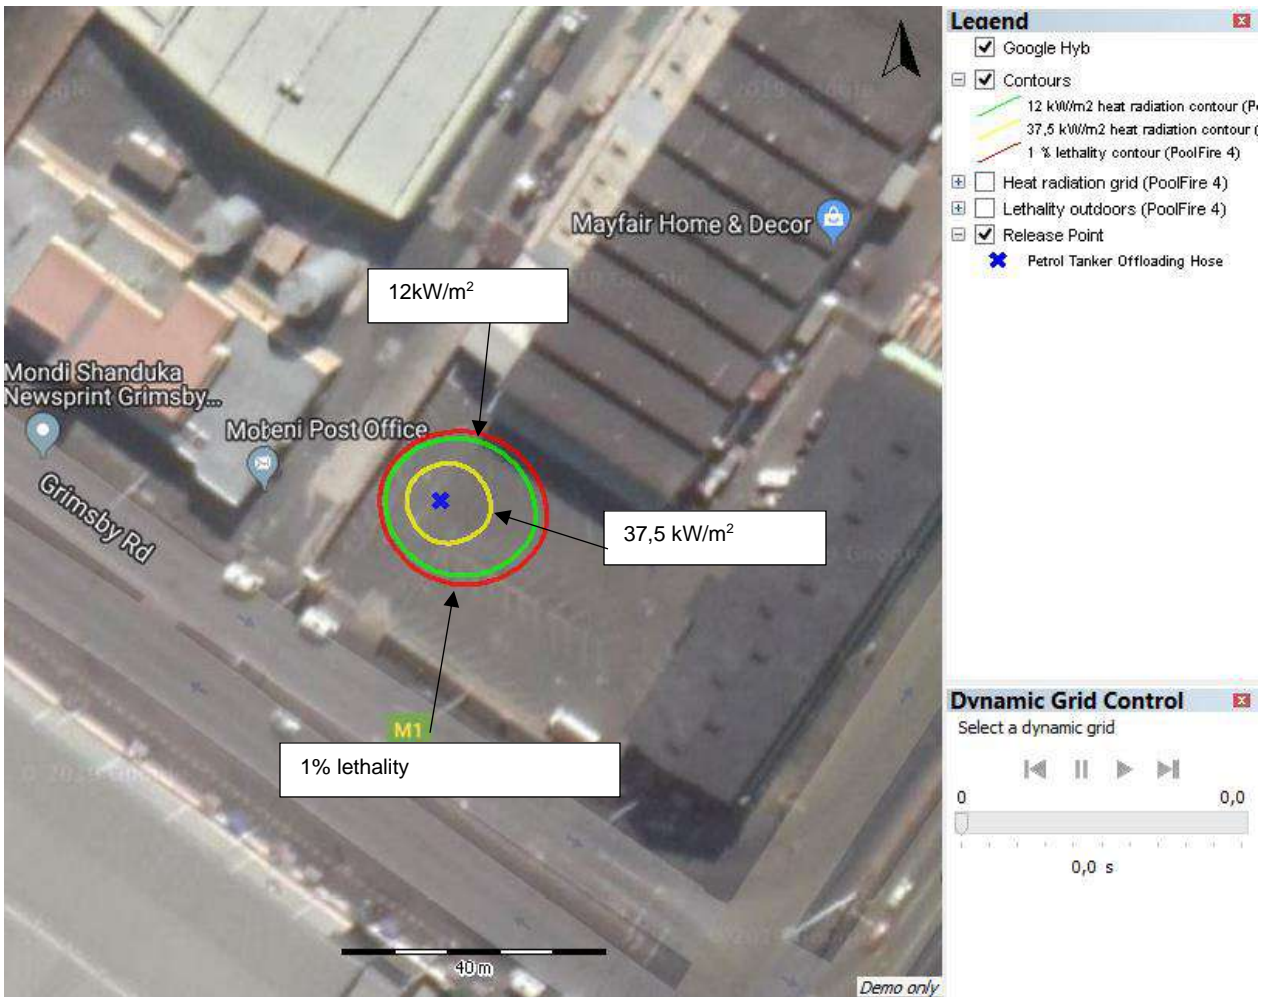 Legend
Google Hyb
Contours
12 kW/m2 heat radiation contour (P
37,5 kW/m2 heat radiation contour (
1 % lethality contour (PoolFire 4)
Heat radiation grid (PoolFire 4)
Lethality outdoors (PoolFire 4)
Release Point
Petrol Tanker Offloading Hose
Mayfair Home & Decor
12kW/m²
Mondi Shanduka
Newsprint Grimsby...
Mobeni Post Office
Grimsby Rd
37,5 kW/m²
M1
1% lethality
40 m
Demo only
Dynamic Grid Control
Select a dynamic grid
0 0,0
0,0 s